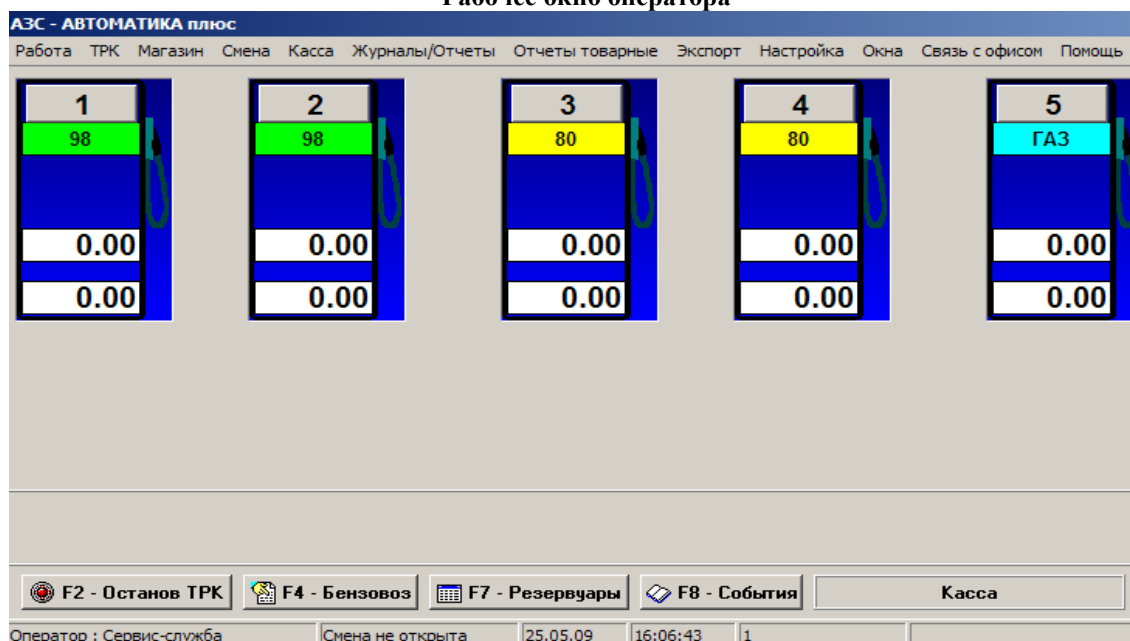 Рабочее окно оператора
АЗС - АВТОМАТИКА плюс
Работа ТРК Магазин Смена Касса Журналы/Отчеты Отчеты товарные Экспорт Настройка Окна Связь с офисом Помощь
1 2 3 4 5
98 98 80 80 ГАЗ
0.00 0.00 0.00 0.00 0.00
0.00 0.00 0.00 0.00 0.00
F2 - Останов ТРК F4 - Бензовоз F7 - Резервуары F8 - События Касса
Оператор : Сервис-служба Смена не открыта 25.05.09 16:06:43 1